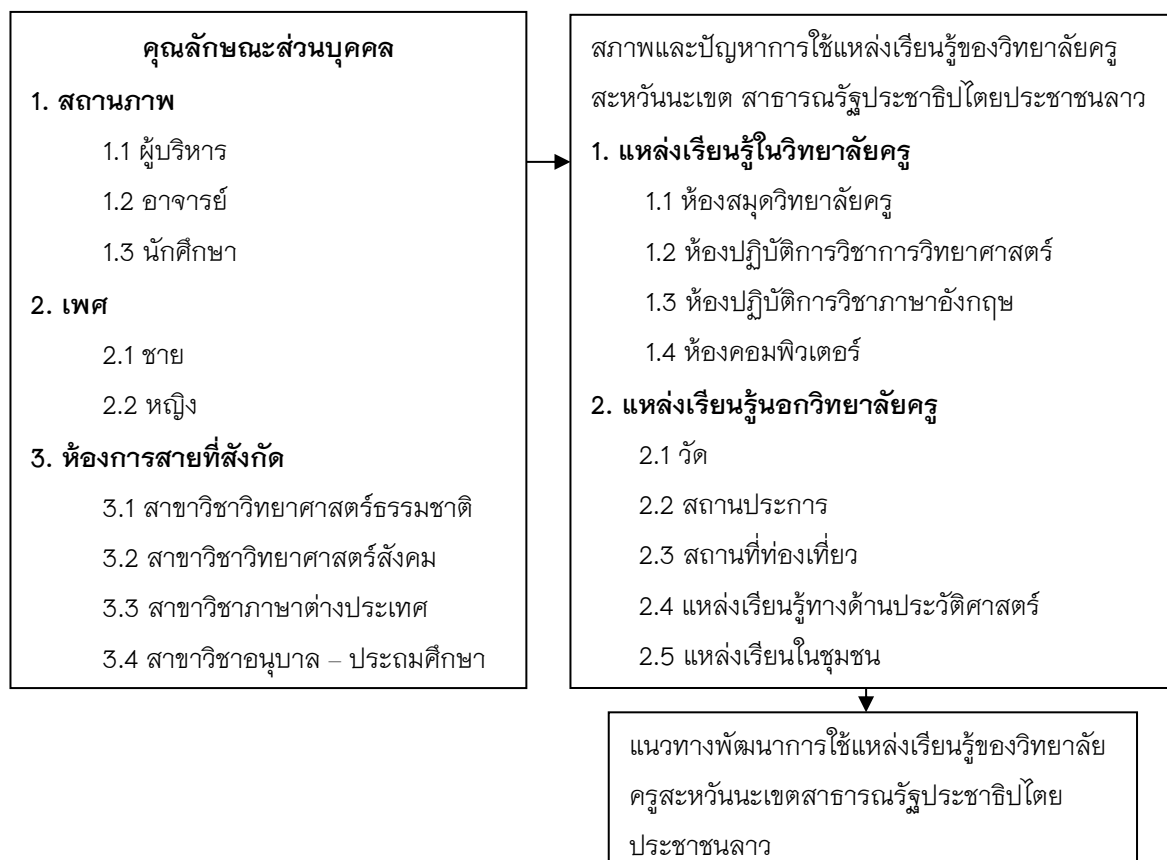 คุณลักษณะส่วนบุคคล
1. สถานภาพ
1.1 ผู้บริหาร
1.2 อาจารย์
1.3 นักศึกษา
2. เพศ
2.1 ชาย
2.2 หญิง
3. ห้องการสายที่สังกัด
3.1 สาขาวิชาวิทยาศาสตร์ธรรมชาติ
3.2 สาขาวิชาวิทยาศาสตร์สังคม
3.3 สาขาวิชาภาษาต่างประเทศ
3.4 สาขาวิชาอนุบาล – ประถมศึกษา
สภาพและปัญหาการใช้แหล่งเรียนรู้ของวิทยาลัยครู
สะหวันนะเขต สาธารณรัฐประชาธิปไตยประชาชนลาว
1. แหล่งเรียนรู้ในวิทยาลัยครู
1.1 ห้องสมุดวิทยาลัยครู
1.2 ห้องปฏิบัติการวิชาการวิทยาศาสตร์
1.3 ห้องปฏิบัติการวิชาภาษาอังกฤษ
1.4 ห้องคอมพิวเตอร์
2. แหล่งเรียนรู้นอกวิทยาลัยครู
2.1 วัด
2.2 สถานประการ
2.3 สถานที่ท่องเที่ยว
2.4 แหล่งเรียนรู้ทางด้านประวัติศาสตร์
2.5 แหล่งเรียนในชุมชน
แนวทางพัฒนาการใช้แหล่งเรียนรู้ของวิทยาลัย
ครูสะหวันนะเขตสาธารณรัฐประชาธิปไตย
ประชาชนลาว